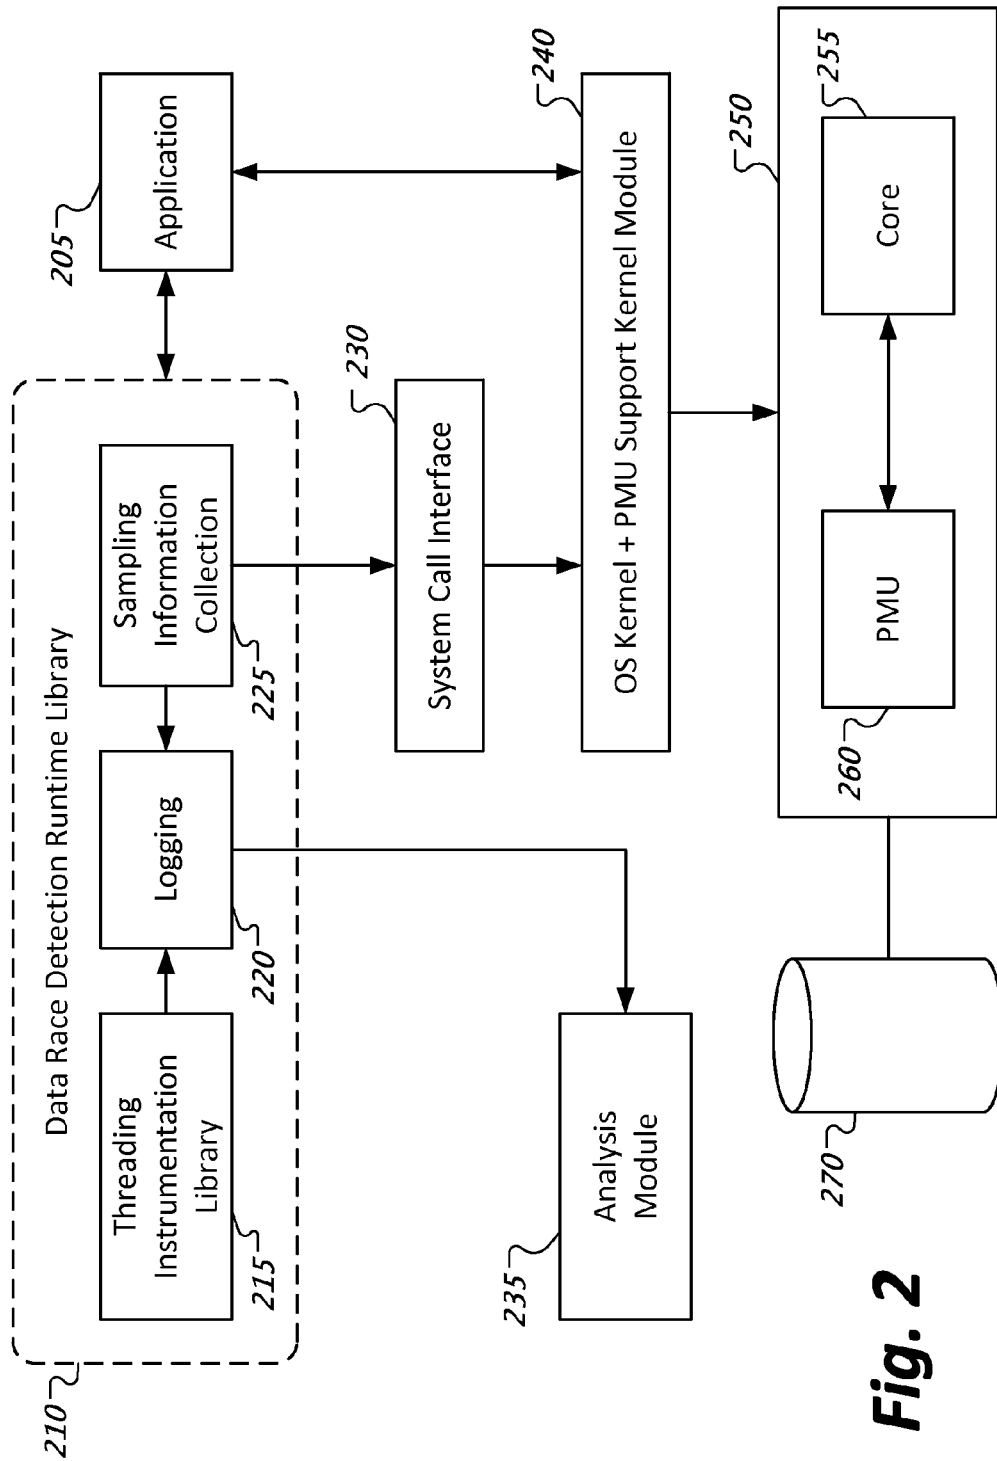 210
Data Race Detection Runtime Library
Threading
Instrumentation
Library
215
Logging
220
Sampling
Information
Collection
225
205
Application
230
System Call Interface
235
Analysis
Module
240
OS Kernel + PMU Support Kernel Module
250
270
260
PMU
255
Core
Fig. 2